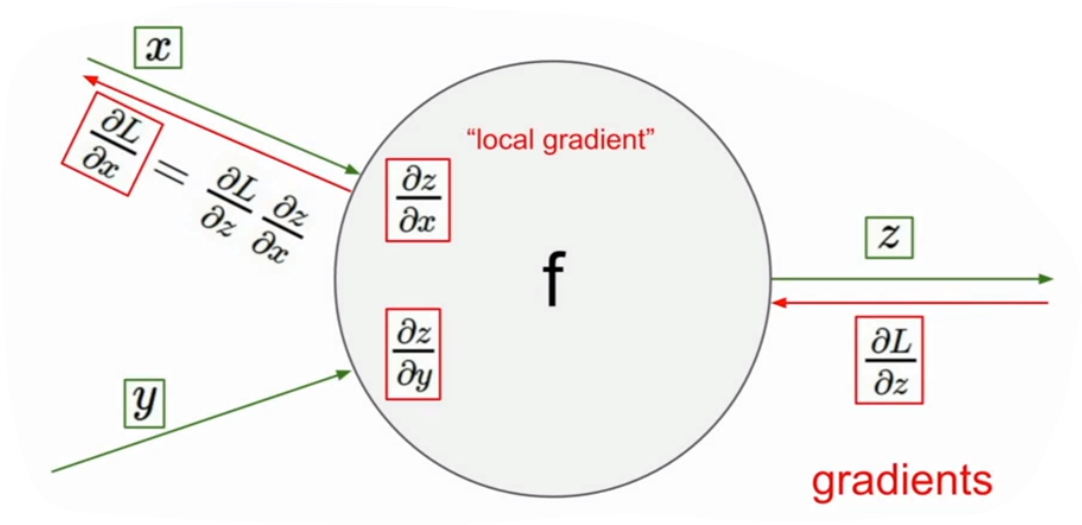 x
∂L/∂x = ∂L/∂z ∂z/∂x
“local gradient”
∂z/∂x
f
z
∂L/∂z
∂z/∂y
y
gradients